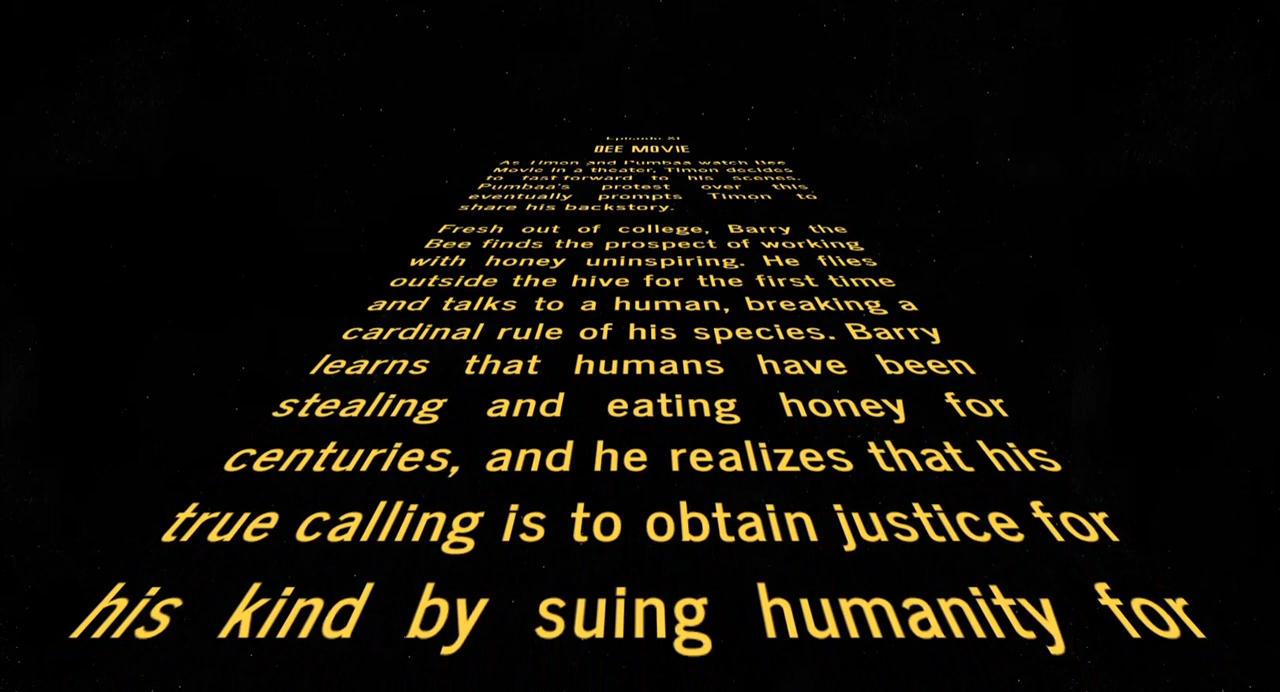 Episode XI
BEE MOVIE
As Timon and Pumbaa watch Bee
Movie in a theater, Timon decides
to fast forward to his scenes.
Pumbaa's protest over this
eventually prompts Timon to
share his backstory.
Fresh out of college, Barry the
Bee finds the prospect of working
with honey uninspiring. He flies
outside the hive for the first time
and talks to a human, breaking a
cardinal rule of his species. Barry
learns that humans have been
stealing and eating honey for
centuries, and he realizes that his
true calling is to obtain justice for
his kind by suing humanity for